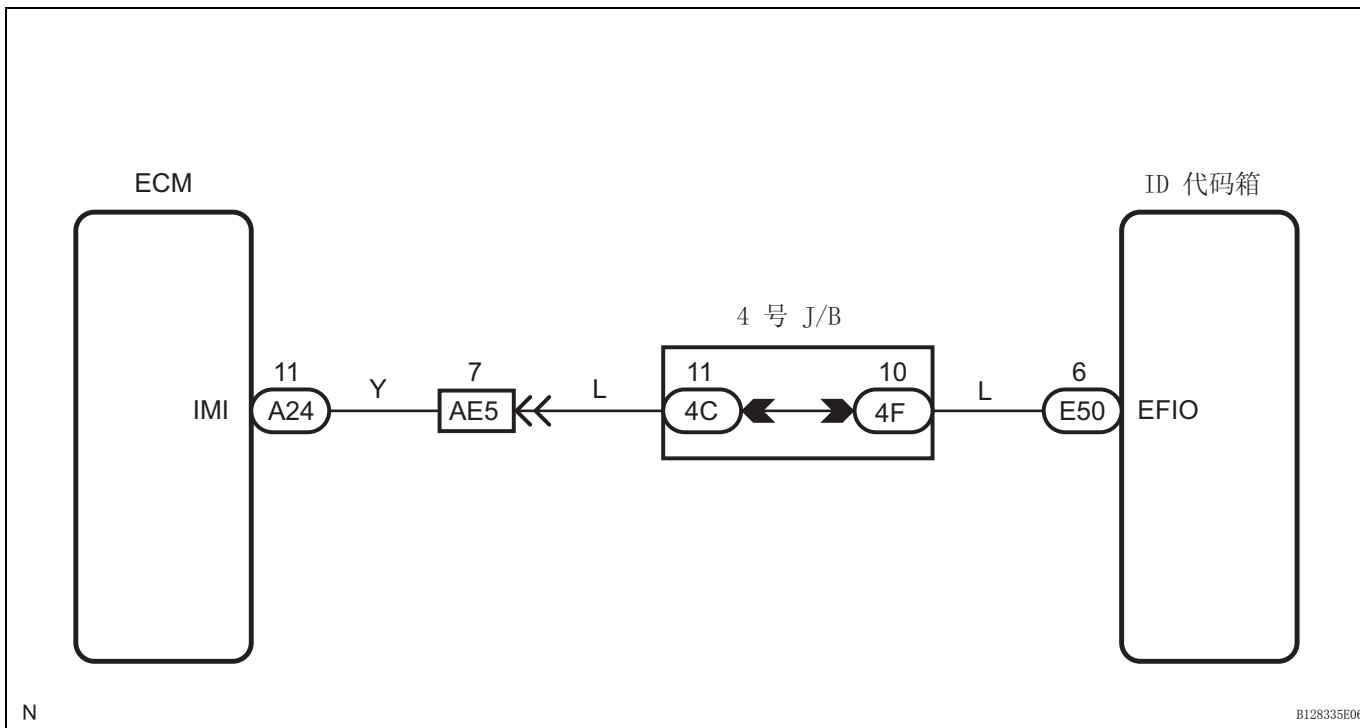 ECM
ID 代码箱
4 号 J/B
11
7
11
10
6
IMI
A24
Y
AE5
L
4C
4F
L
E50
EFIO
N
B128335E06